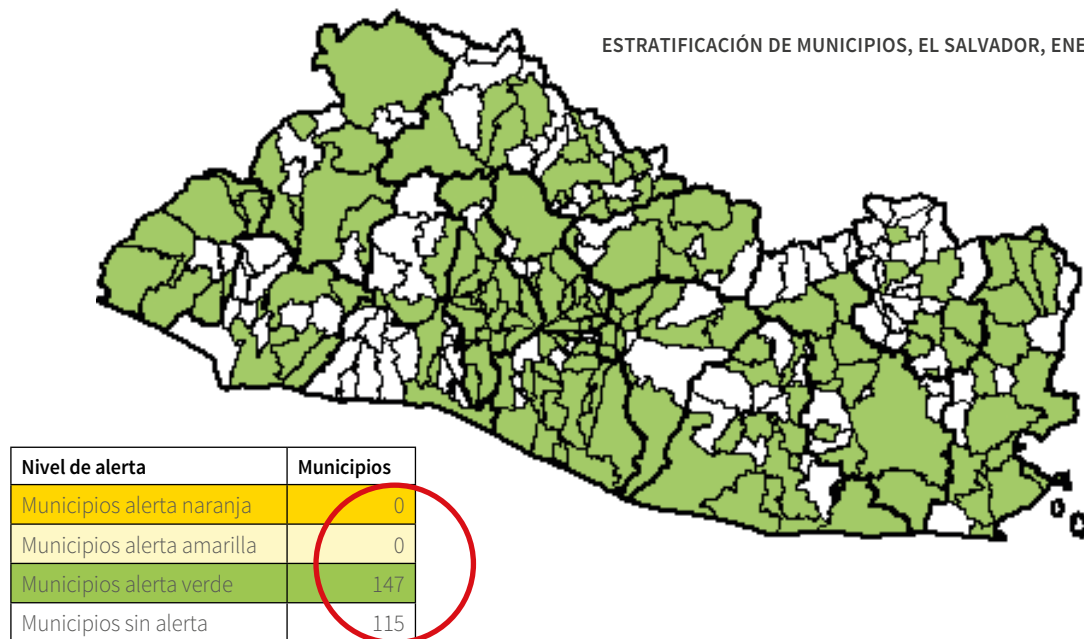 ESTRATIFICACIÓN DE MUNICIPIOS, EL SALVADOR, ENE
Nivel de alerta Municipios
Municipios alerta naranja 0
Municipios alerta amarilla 0
Municipios alerta verde 147
Municipios sin alerta 115